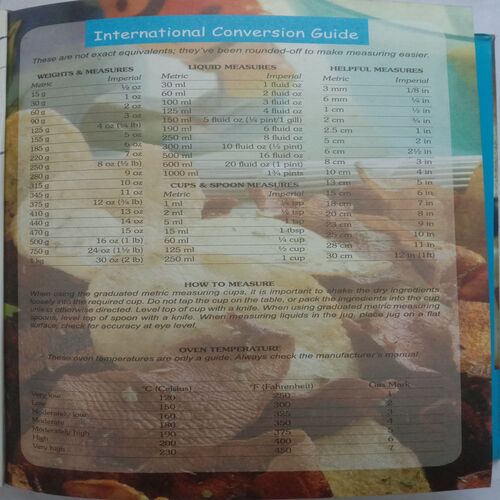 International Conversion Guide
These are not exact equivalents; they've been rounded-off to make measuring easier.
WEIGHTS & MEASURES
Metric Imperial
15 g ½ oz
30 g 1 oz
60 g 2 oz
90 g 3 oz
125 g 4 oz (¼ lb)
155 g 5 oz
185 g 6 oz
220 g 7 oz
250 g 8 oz (½ lb)
280 g 9 oz
315 g 10 oz
345 g 11 oz
375 g 12 oz (¾ lb)
410 g 13 oz
440 g 14 oz
470 g 15 oz
500 g 16 oz (1 lb)
750 g 24 oz (1½ lb)
1 kg 30 oz (2 lb)
LIQUID MEASURES
Metric Imperial
30 ml 1 fluid oz
60 ml 2 fluid oz
100 ml 3 fluid oz
125 ml 4 fluid oz
150 ml 5 fluid oz (¼ pint/1 gill)
190 ml 6 fluid oz
250 ml 8 fluid oz
300 ml 10 fluid oz (½ pint)
500 ml 16 fluid oz
600 ml 20 fluid oz (1 pint)
1000 ml 1¾ pints
CUPS & SPOON MEASURES
Metric Imperial
1 ml ¼ tsp
2 ml ½ tsp
5 ml 1 tsp
15 ml 1 tbsp
60 ml ¼ cup
125 ml ½ cup
250 ml 1 cup
HELPFUL MEASURES
Metric Imperial
3 mm 1/8 in
6 mm ¼ in
1 cm ½ in
2 cm ¾ in
2.5 cm 1 in
5 cm 2 in
6 cm 2½ in
8 cm 3 in
10 cm 4 in
13 cm 5 in
15 cm 6 in
18 cm 7 in
20 cm 8 in
23 cm 9 in
25 cm 10 in
28 cm 11 in
30 cm 12 in (1ft)
HOW TO MEASURE
When using the graduated metric measuring cups, it is important to shake the dry ingredients
loosely into the required cup. Do not tap the cup on the table, or pack the ingredients into the cup
unless otherwise directed. Level top of cup with a knife. When using graduated metric measuring
spoons, level top of spoon with a knife. When measuring liquids in the jug, place jug on a flat
surface, check for accuracy at eye level.
OVEN TEMPERATURE
These oven temperatures are only a guide. Always check the manufacturer's manual
°C (Celsius) °F (Fahrenheit) Gas Mark
Very low 120 250 1
Low 150 300 2
Moderately low 160 325 3
Moderate 180 350 4
Moderately high 190 375 5
High 200 400 6
Very high 230 450 7